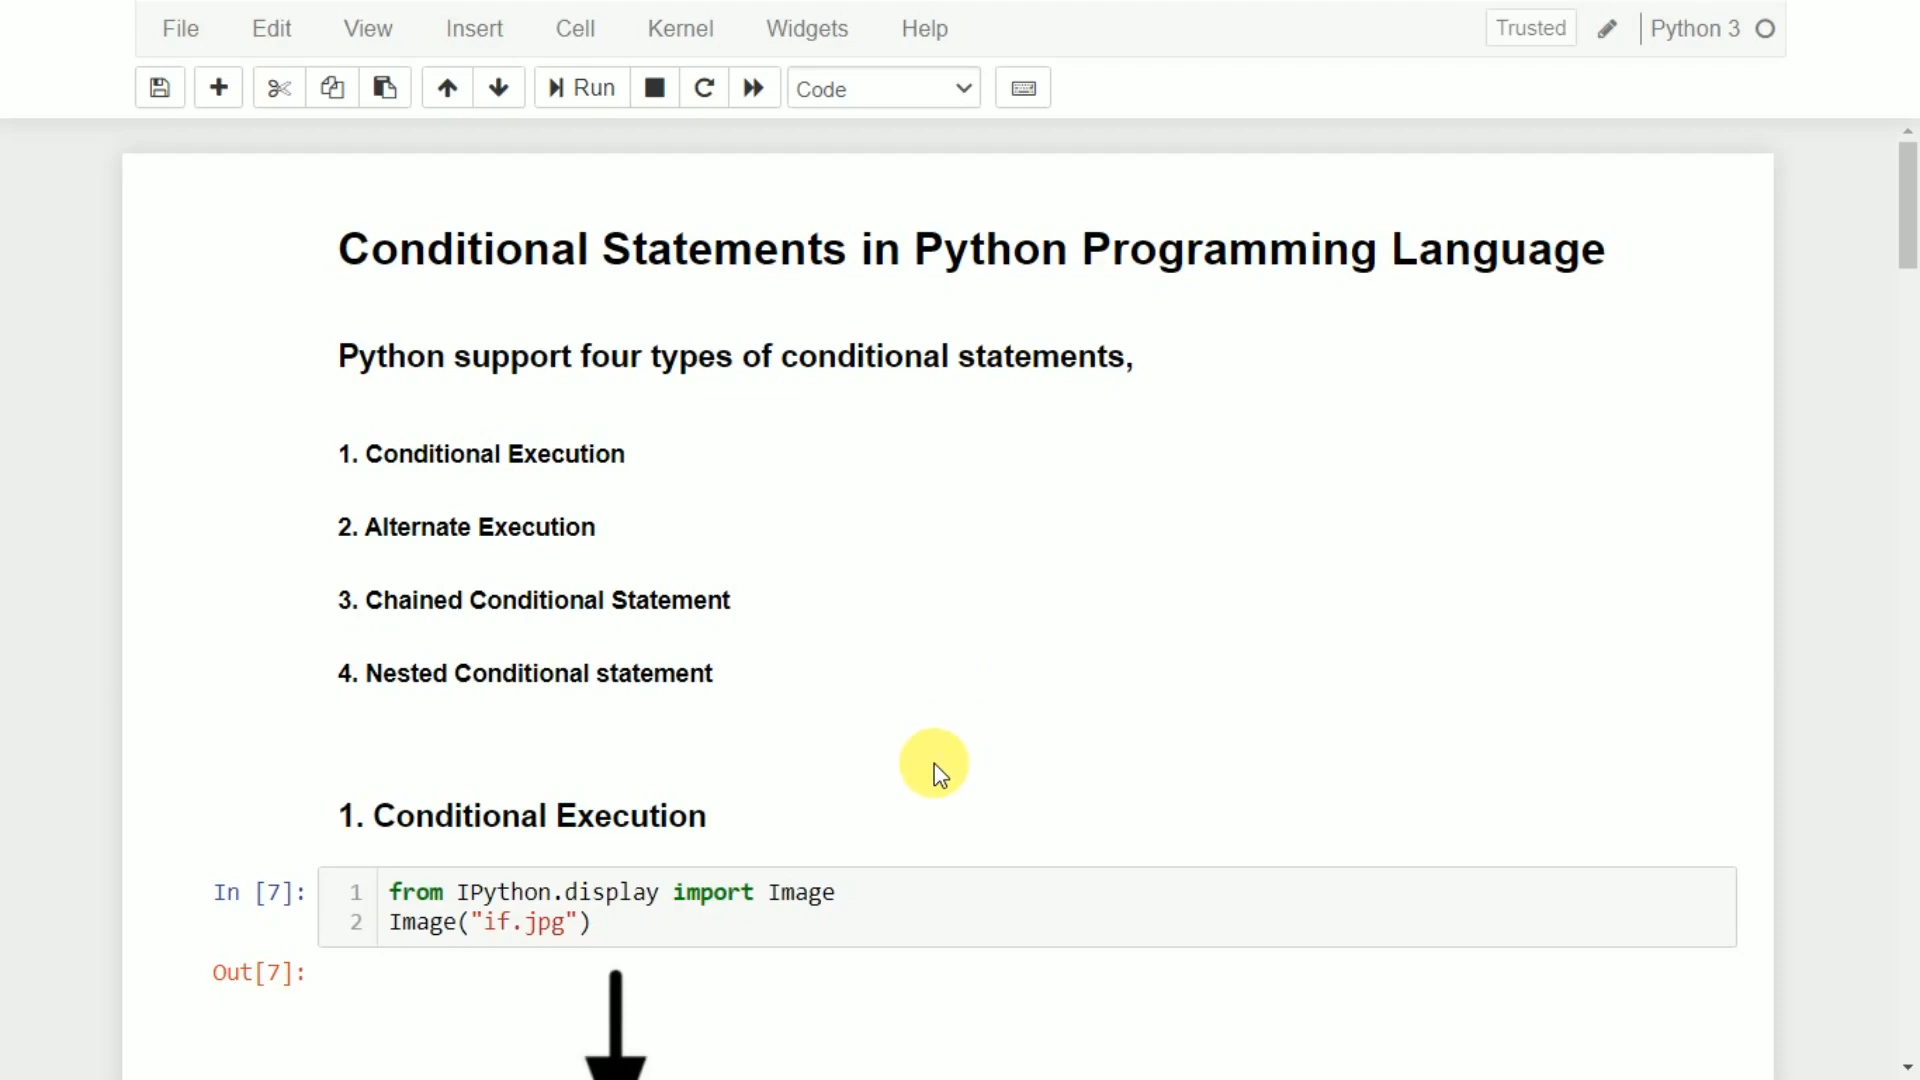 File Edit View Insert Cell Kernel Widgets Help Trusted Python 3
Run Code
Conditional Statements in Python Programming Language
Python support four types of conditional statements,
1. Conditional Execution
2. Alternate Execution
3. Chained Conditional Statement
4. Nested Conditional statement
1. Conditional Execution
In [7]: 1 from IPython.display import Image
2 Image("if.jpg")
Out[7]: